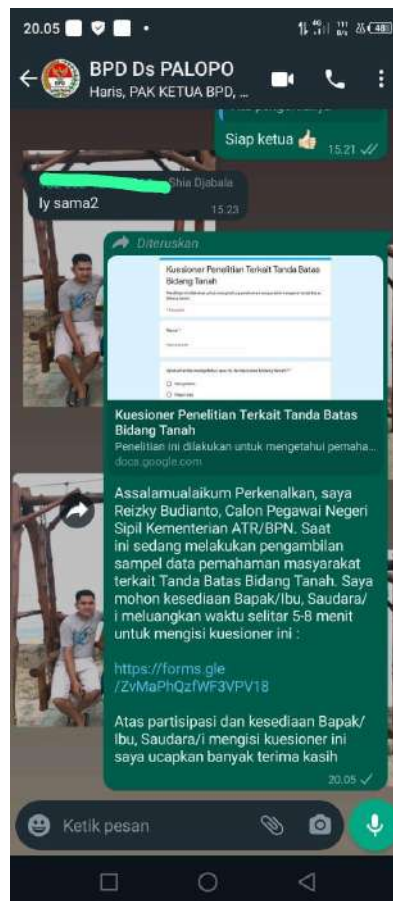 20.05
BPD Ds PALOPO
Haris, PAK KETUA BPD, ...
Siap ketua 👍🏻
15.21
Shia Djabala
Iy sama2
15.23
Diteruskan
Kuesioner Penelitian Terkait Tanda Batas
Bidang Tanah
Kuesioner Penelitian Terkait Tanda Batas
Bidang Tanah
Penelitian ini dilakukan untuk mengetahui pemaha...
docs.google.com
Assalamualaikum Perkenalkan, saya
Reizky Budianto, Calon Pegawai Negeri
Sipil Kementerian ATR/BPN. Saat
ini sedang melakukan pengambilan
sampel data pemahaman masyarakat
terkait Tanda Batas Bidang Tanah. Saya
mohon kesediaan Bapak/Ibu, Saudara/
i meluangkan waktu selitar 5-8 menit
untuk mengisi kuesioner ini :
https://forms.gle
/ZvMaPhQzfWF3VPV18
Atas partisipasi dan kesediaan Bapak/
Ibu, Saudara/i mengisi kuesioner ini
saya ucapkan banyak terima kasih
20.05
Ketik pesan